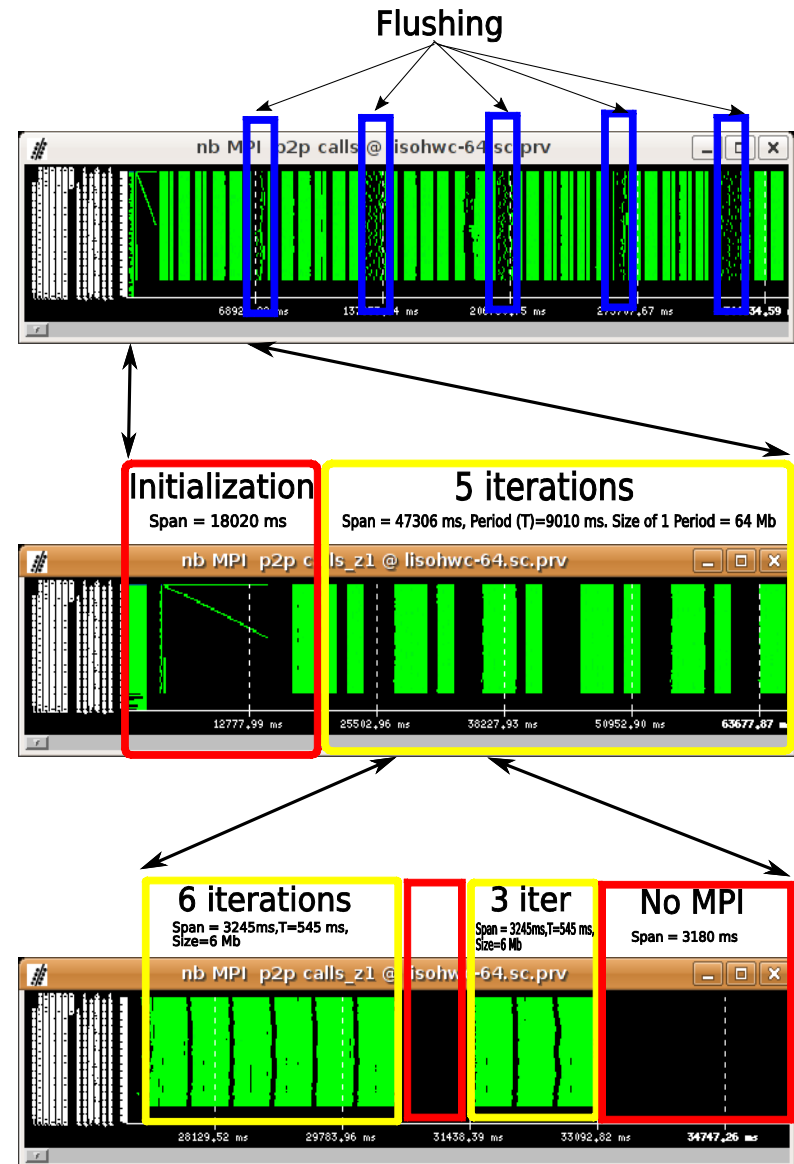 Flushing
nb MPI p2p calls @ lisohwc-64.sc.prv
ms
ms
ms
ms
Initialization
5 iterations
Span = 18020 ms
Span = 47306 ms, Period (T)=9010 ms. Size of 1 Period = 64 Mb
nb MPI p2p calls_z1 @ lisohwc-64.sc.prv
12777.99 ms
25502.96 ms
38227.93 ms
50952.90 ms
63677.87
6 iterations
3 iter
No MPI
Span = 3245ms,T=545 ms,
Size=6 Mb
Span = 3245ms,T=545 ms,
Size=6 Mb
Span = 3180 ms
nb MPI p2p calls_z1 @ lisohwc-64.sc.prv
28129.52 ms
29783.96 ms
31438.39 ms
33092.82 ms
34747.26 ms